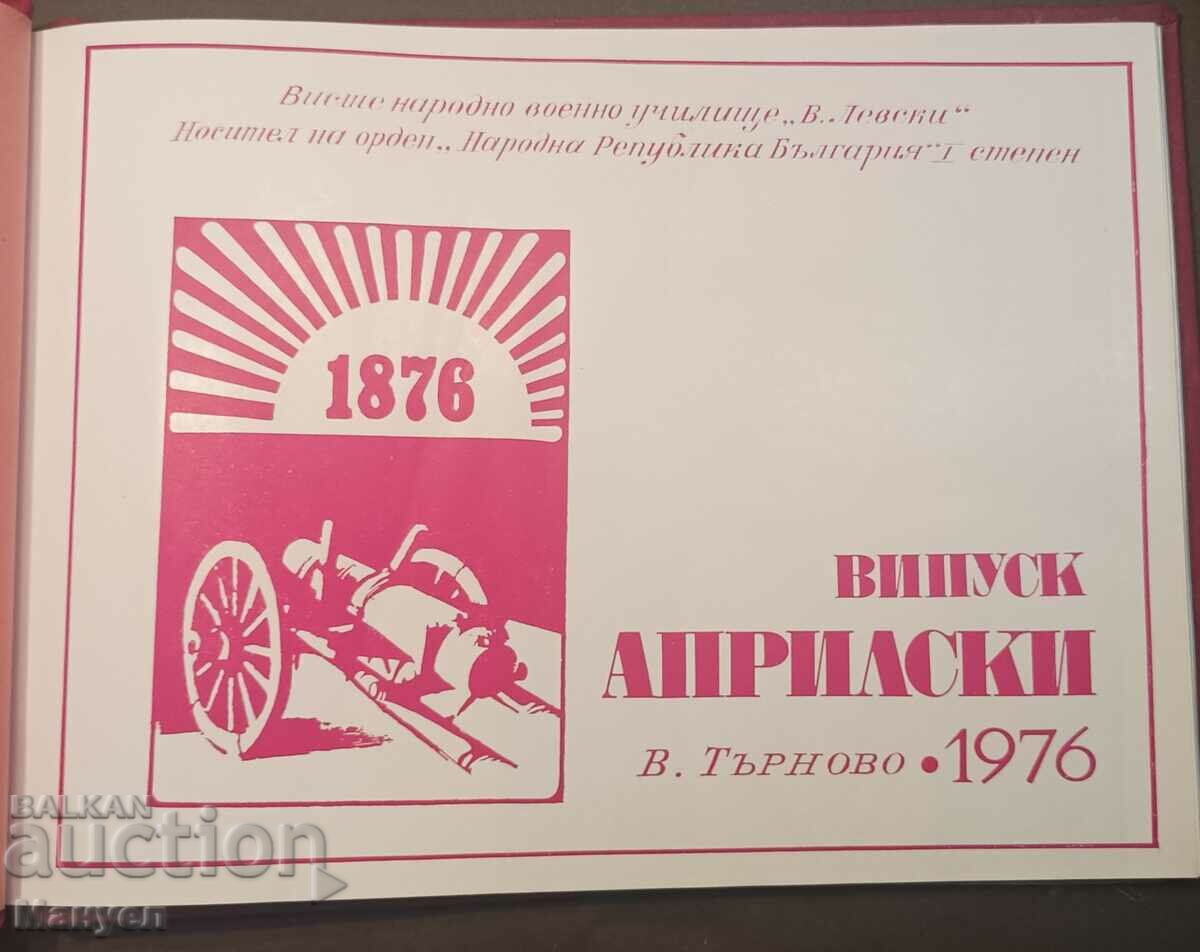 Висше народно военно училище „В. Левски“
Носител на орден „Народна Република България“ I степен
1876
ВИПУСК
АПРИЛСКИ
В. ТЪРНОВО • 1976
BALKAN
auction
Мануел